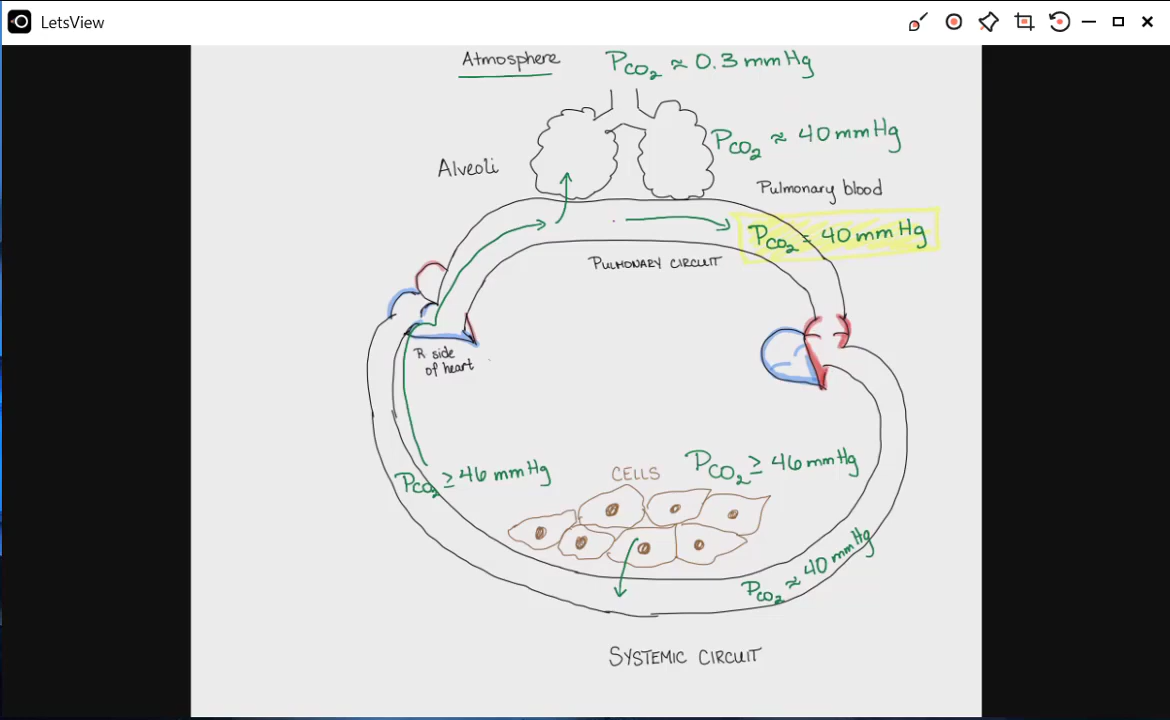 LetsView
Atmosphere PCO₂ ≈ 0.3 mmHg
PCO₂ ≈ 40 mmHg
Alveoli
Pulmonary blood
PCO₂ = 40 mmHg
PULMONARY CIRCUIT
R side
of heart
PCO₂ ≥ 46 mmHg
CELLS
PCO₂ ≥ 46 mmHg
PCO₂ ≈ 40 mmHg
SYSTEMIC CIRCUIT